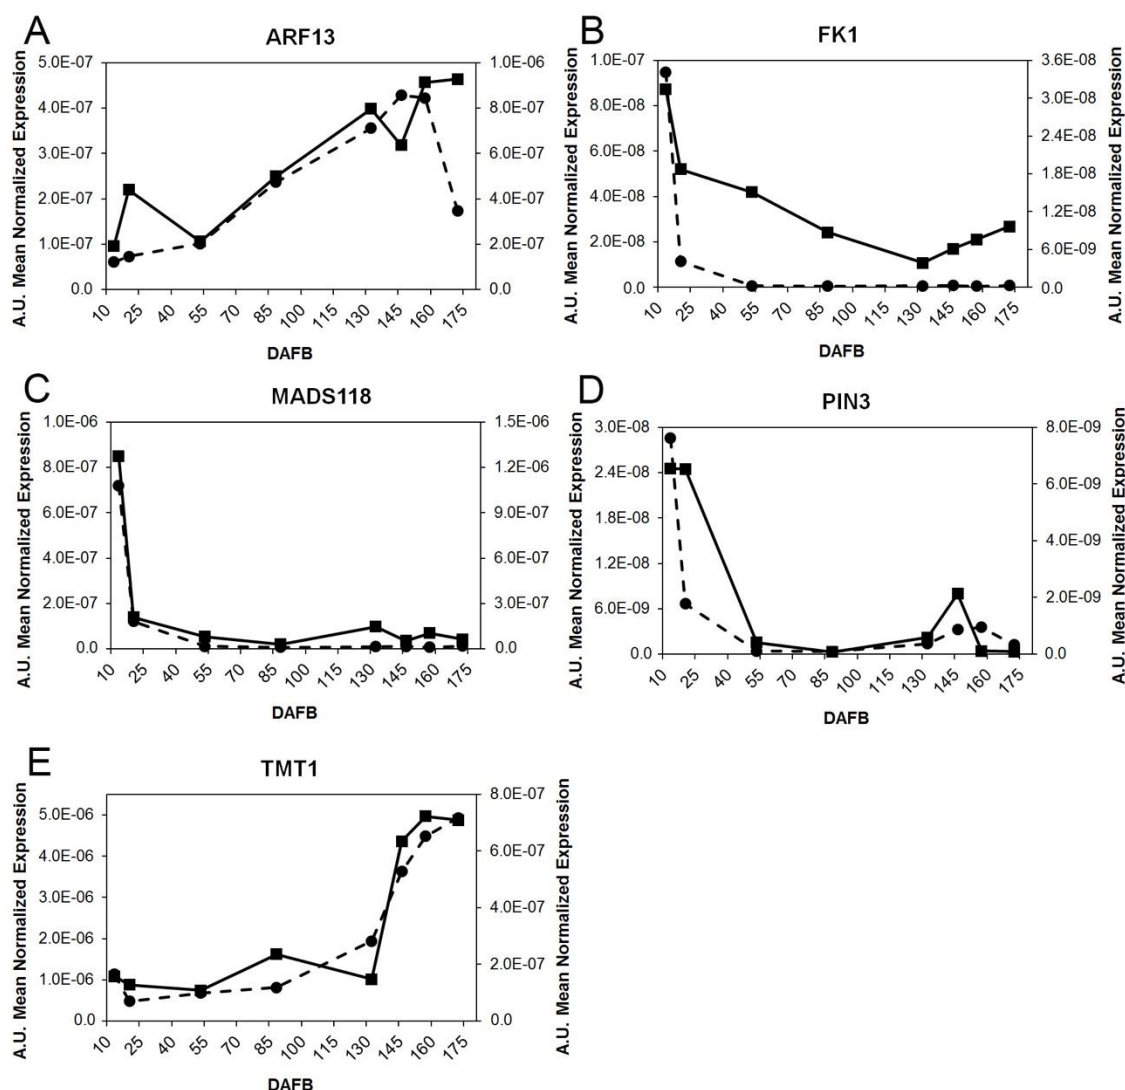 A
ARF13
A.U. Mean Normalized Expression
5.0E-07
4.0E-07
3.0E-07
2.0E-07
1.0E-07
0.0
1.0E-06
8.0E-07
6.0E-07
4.0E-07
2.0E-07
0.0
A.U. Mean Normalized Expression
10 25 40 55 70 85 100 115 130 145 160 175
DAFB
B
FK1
A.U. Mean Normalized Expression
1.0E-07
8.0E-08
6.0E-08
4.0E-08
2.0E-08
0.0
3.6E-08
3.0E-08
2.4E-08
1.8E-08
1.2E-08
6.0E-09
0.0
A.U. Mean Normalized Expression
10 25 40 55 70 85 100 115 130 145 160 175
DAFB
C
MADS118
A.U. Mean Normalized Expression
1.0E-06
8.0E-07
6.0E-07
4.0E-07
2.0E-07
0.0
1.5E-06
1.2E-06
9.0E-07
6.0E-07
3.0E-07
0.0
A.U. Mean Normalized Expression
10 25 40 55 70 85 100 115 130 145 160 175
DAFB
D
PIN3
A.U. Mean Normalized Expression
3.0E-08
2.4E-08
1.8E-08
1.2E-08
6.0E-09
0.0
8.0E-09
6.0E-09
4.0E-09
2.0E-09
0.0
A.U. Mean Normalized Expression
10 25 40 55 70 85 100 115 130 145 160 175
DAFB
E
TMT1
A.U. Mean Normalized Expression
5.0E-06
4.0E-06
3.0E-06
2.0E-06
1.0E-06
0.0
8.0E-07
6.0E-07
4.0E-07
2.0E-07
0.0
A.U. Mean Normalized Expression
10 25 40 55 70 85 100 115 130 145 160 175
DAFB